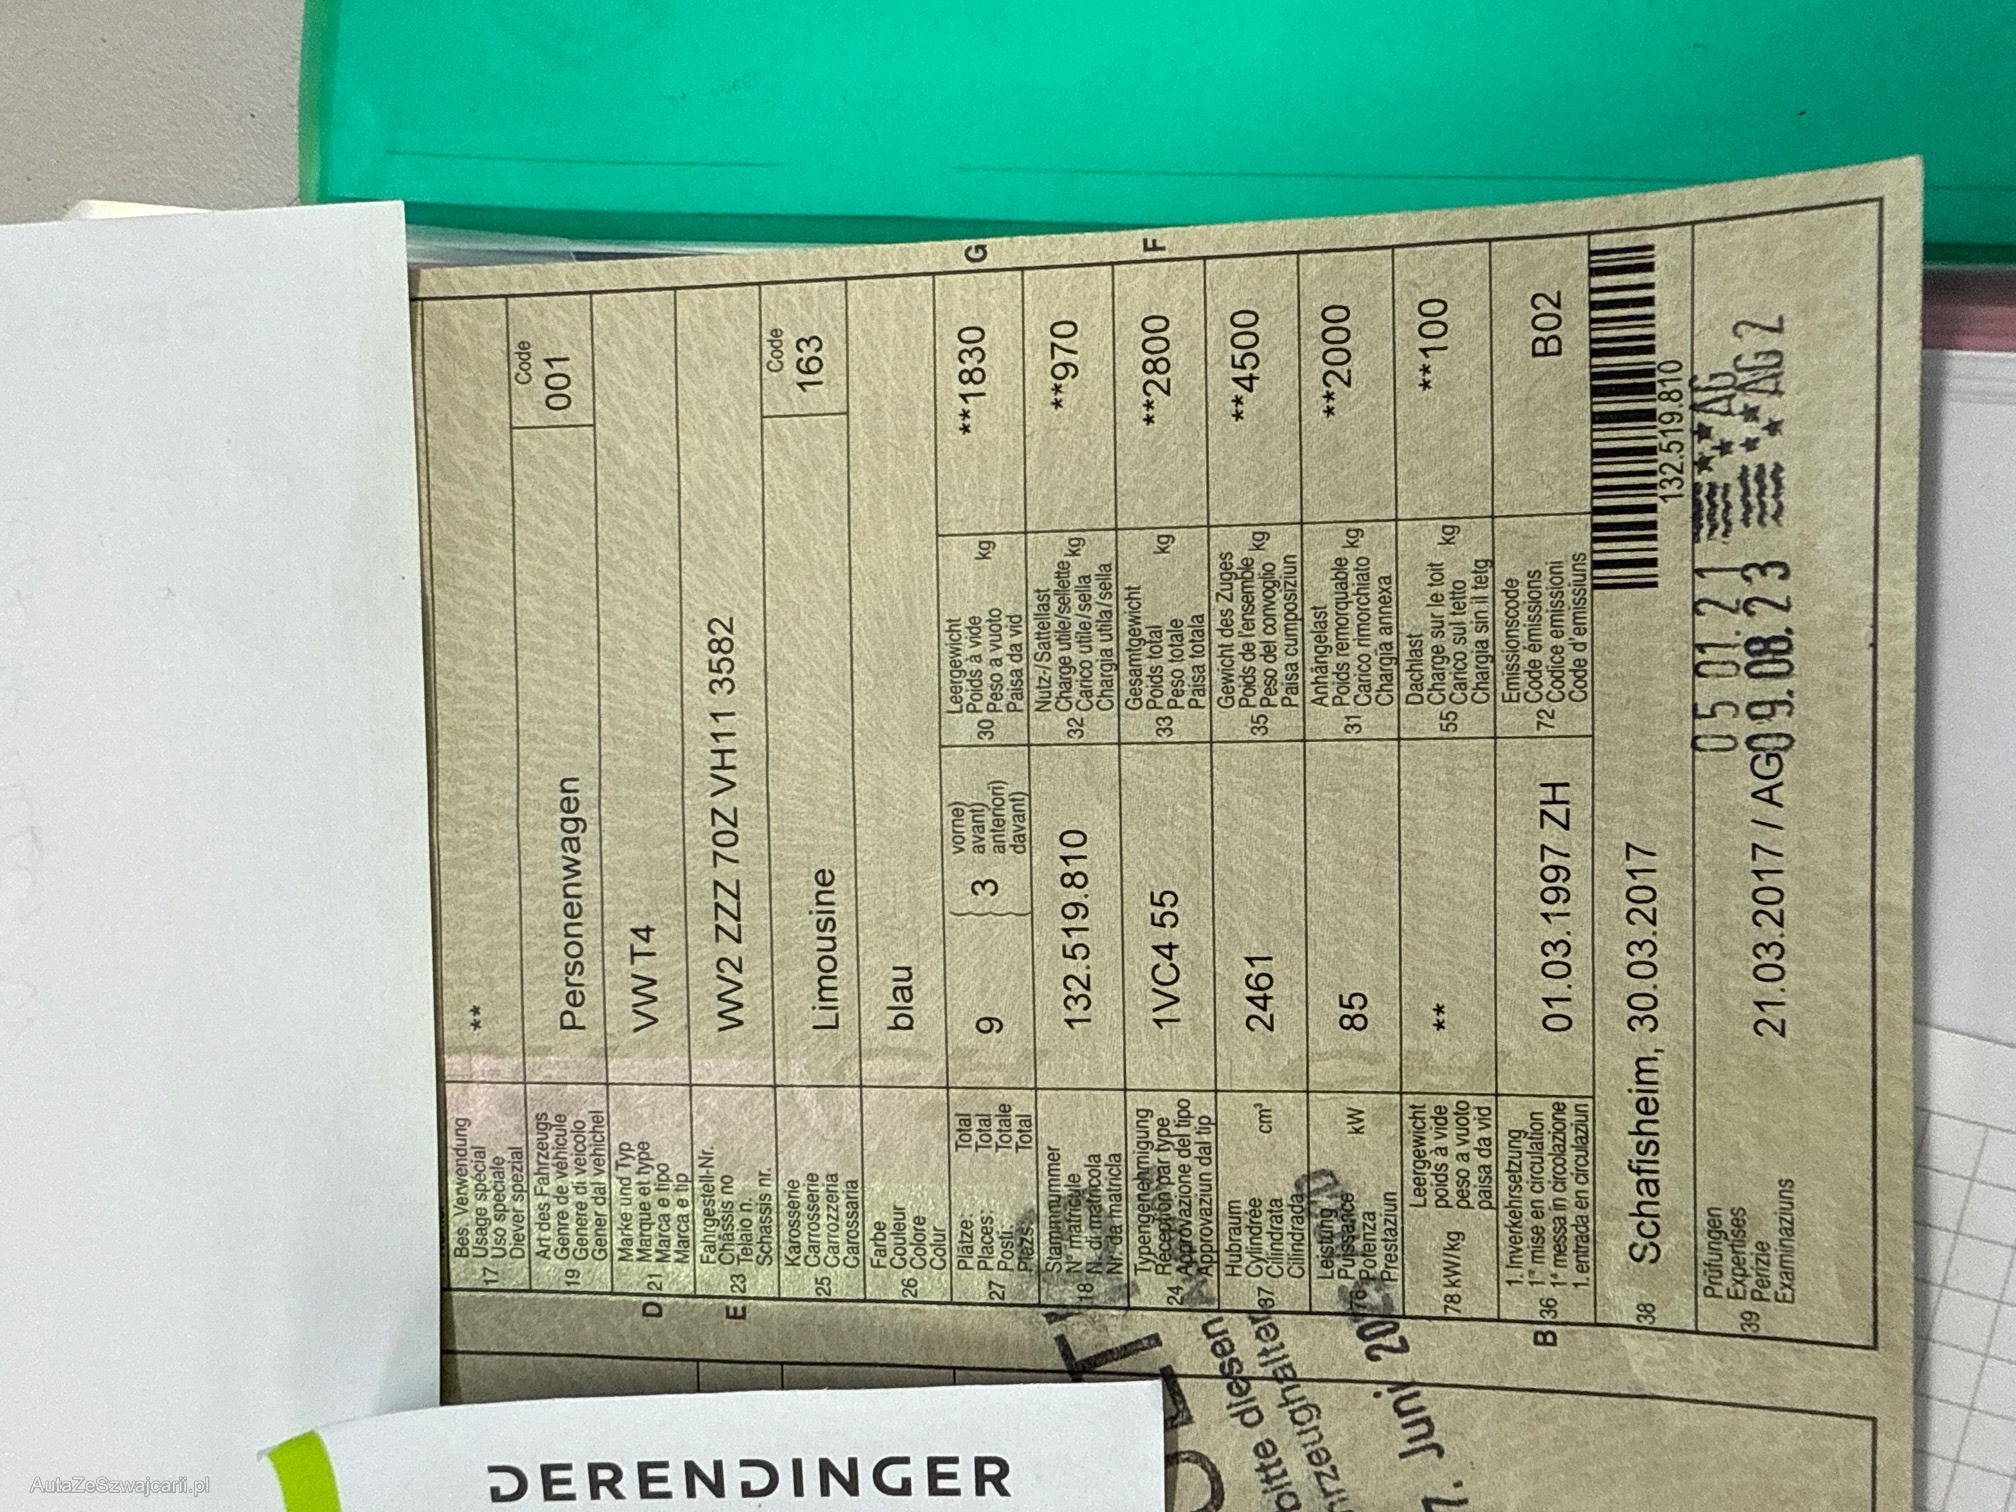 Bes. Verwendung
17 Usage spécial
Uso speciale
Diever spezial
**
Art des Fahrzeugs
19 Genre de véhicule
Genere di veicolo
Gener dal vehichel
Personenwagen
Code
001
D 21 Marke und Typ
Marque et type
Marca e tipo
Marca e tip
VW T4
E 23 Fahrgestell-Nr.
Châssis no
Telaio n.
Schassis nr.
WV2 ZZZ 70Z VH11 3582
Karosserie
25 Carrosserie
Carrozzeria
Carossaria
Limousine
Code
163
Farbe
26 Couleur
Colore
Colur
blau
27 Plätze: Total
Places: Total
Posti: Totale
Plazs: Total
9
3
vorne)
avant)
anteriori)
davant)
30 Leergewicht
Poids à vide
Peso a vuoto
Paisa da vid
kg
**1830
G
Stammnummer
18 N° matricule
N. di matricola
Nr. da matricla
132.519.810
32 Nutz-/Sattellast
Charge utile/sellette
Carico utile/sella
Chargia utila/sella
kg
**970
Typengenehmigung
24 Réception par type
Approvazione del tipo
Approvaziun dal tip
1VC4 55
33 Gesamtgewicht
Poids total
Peso totale
Paisa totala
kg
**2800
F
37 Hubraum
Cylindrée
Cilindrata
Cilindrada
cm³
2461
35 Gewicht des Zuges
Poids de l'ensemble
Peso del convoglio
Paisa cumposiziun
kg
**4500
76 Leistung
Puissance
Potenza
Prestaziun
kW
85
31 Anhängelast
Poids remorquable
Carico rimorchiato
Chargia annexa
kg
**2000
78 kW/kg
Leergewicht
poids à vide
peso a vuoto
paisa da vid
**
55 Dachlast
Charge sur le toit
Carico sul tetto
Chargia sin il tetg
kg
**100
B 36 1. Inverkehrsetzung
1re mise en circulation
1a messa in circolazione
1. entrada en circulaziun
01.03.1997 ZH
72 Emissionscode
Code émissions
Codice emissioni
Code d'emissiuns
B02
38 Schafisheim, 30.03.2017
132.519.810
39 Prüfungen
Expertises
Perizie
Examinaziuns
05 01.21 AG
21.03.2017 / AG
09.08.23 AG 2
bitte diesen
Juni
DERENDINGER
AutaZeSzwajcarii.pl